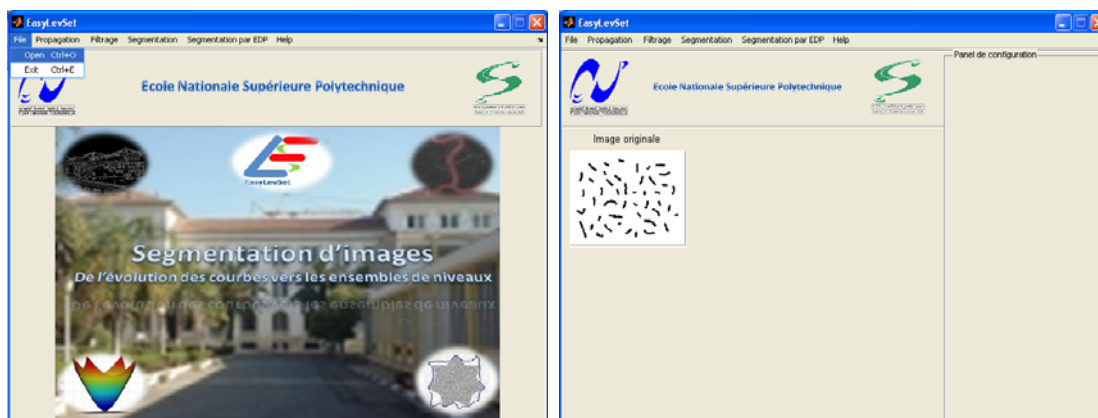 EasyLevSet
File Propagation Filtrage Segmentation Segmentation par EDP Help
Open Ctrl+O
Exit Ctrl+E
Ecole Nationale Supérieure Polytechnique
EasyLevSet
Segmentation d'images
De l'évolution des courbes vers les ensembles de niveaux
EasyLevSet
File Propagation Filtrage Segmentation Segmentation par EDP Help
Panel de configuration
Ecole Nationale Supérieure Polytechnique
Image originale